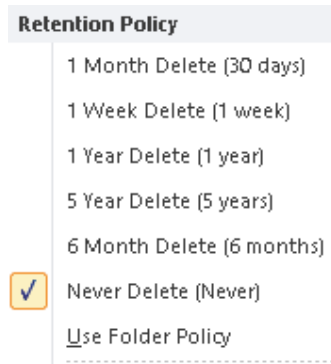 Retention Policy
1 Month Delete (30 days)
1 Week Delete (1 week)
1 Year Delete (1 year)
5 Year Delete (5 years)
6 Month Delete (6 months)
Never Delete (Never)
Use Folder Policy